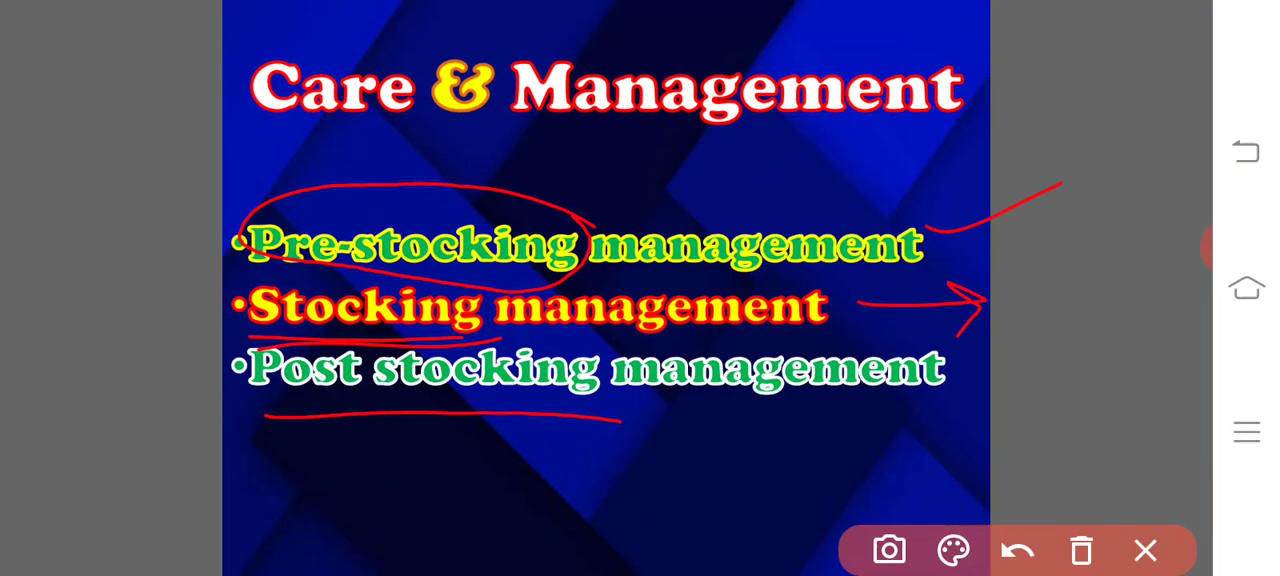 Care & Management
•Pre-stocking management
•Stocking management
•Post stocking management